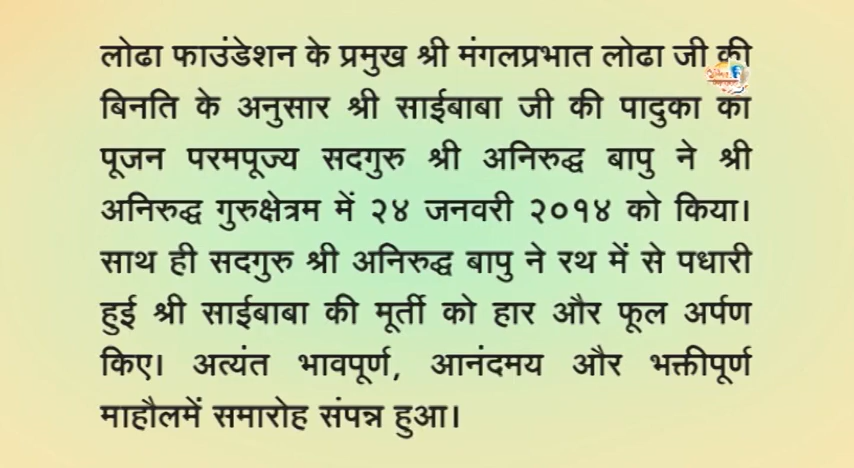 लोढा फाउंडेशन के प्रमुख श्री मंगलप्रभात लोढा जी की
बिनति के अनुसार श्री साईबाबा जी की पादुका का
पूजन परमपूज्य सदगुरु श्री अनिरुद्ध बापु ने श्री
अनिरुद्ध गुरुक्षेत्रम में २४ जनवरी २०१४ को किया।
साथ ही सदगुरु श्री अनिरुद्ध बापु ने रथ में से पधारी
हुई श्री साईबाबा की मूर्ती को हार और फूल अर्पण
किए। अत्यंत भावपूर्ण, आनंदमय और भक्तीपूर्ण
माहौलमें समारोह संपन्न हुआ।